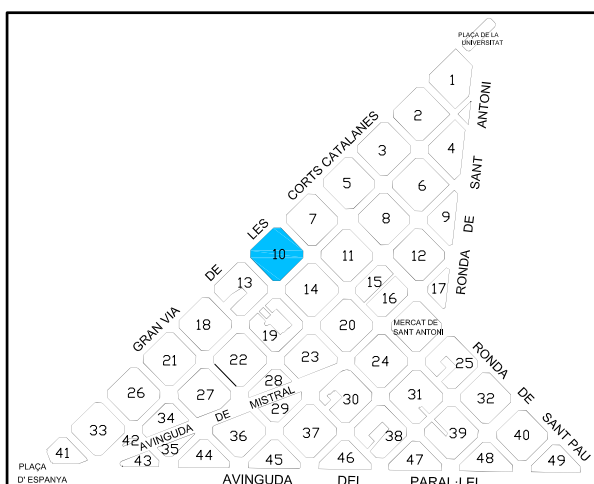 PLAÇA DE LA
UNIVERSITAT
1
2
ANTONI
3
4
CORTS CATALANES
5
6
SANT
7
8
9
LES
DE
10
11
12
DE
13
14
15
16
17
RONDA
18
19
20
MERCAT DE
SANT ANTONI
GRAN VIA
21
22
23
24
25
RONDA
26
27
28
29
30
31
32
DE
MISTRAL
DE
33
34
35
36
37
38
39
40
SANT PAU
AVINGUDA
41
42
43
44
45
46
47
48
49
PLAÇA
D' ESPANYA
AVINGUDA
DEL
PARAL·LEL